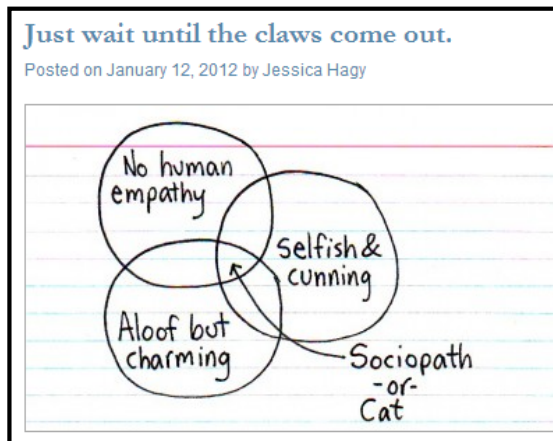 Just wait until the claws come out.
Posted on January 12, 2012 by Jessica Hagy
No human
empathy
Selfish &
cunning
Aloof but
charming
Sociopath
-or-
Cat